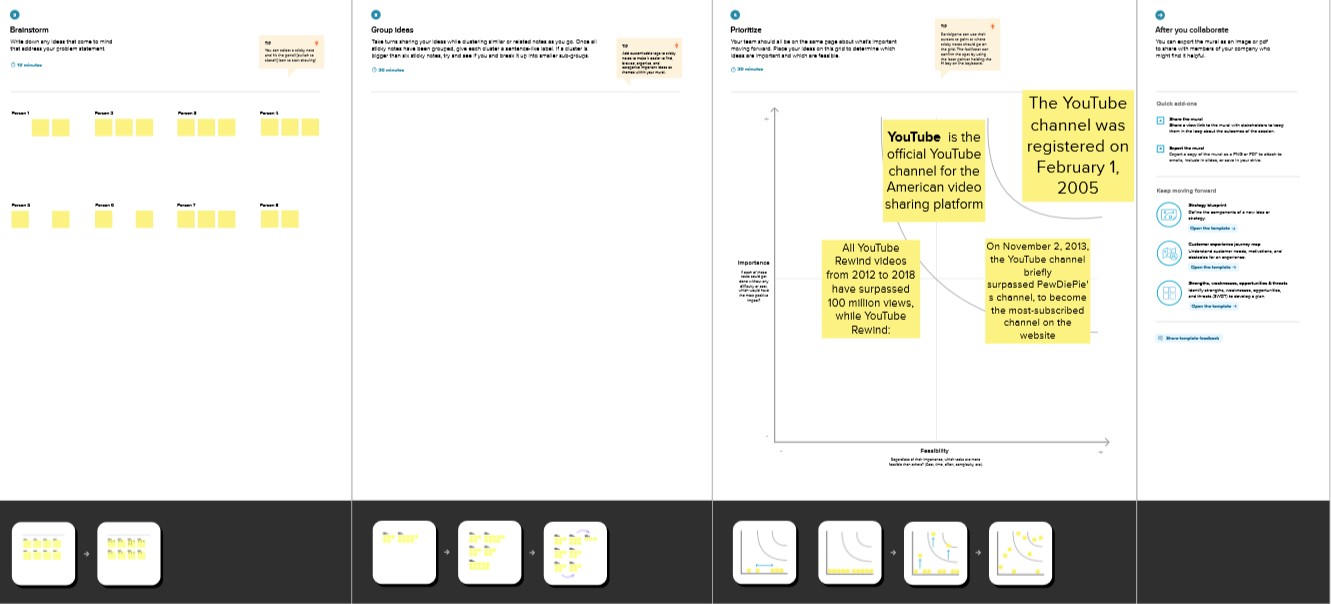 Brainstorm
Write down any ideas that come to mind
that address your problem statement.
10 minutes
TIP
You can select a sticky note
and hit the pencil [switch to
sketch] icon to start drawing!
Person 1
Person 2
Person 3
Person 4
Person 5
Person 6
Person 7
Person 8
Group ideas
Take turns sharing your ideas while clustering similar or related notes as you go. Once all
sticky notes have been grouped, give each cluster a sentence-like label. If a cluster is
bigger than six sticky notes, try and see if you and break it up into smaller sub-groups.
20 minutes
TIP
Add customizable tags to sticky
notes to make it easier to find,
browse, organize, and
categorize important ideas as
themes within your mural.
Prioritize
Your team should all be on the same page about what's important
moving forward. Place your ideas on this grid to determine which
ideas are important and which are feasible.
20 minutes
TIP
Participants can use their
cursors to point at where
sticky notes should go on
the grid. The facilitator can
confirm the spot by using
the laser pointer holding the
H key on the keyboard.
Importance
If each of these
tasks could get
done without any
difficulty or cost,
which would have
the most positive
impact?
YouTube is the
official YouTube
channel for the
American video
sharing platform
The YouTube
channel was
registered on
February 1,
2005
All YouTube
Rewind videos
from 2012 to 2018
have surpassed
100 million views,
while YouTube
Rewind:
On November 2, 2013,
the YouTube channel
briefly
surpassed PewDiePie'
s channel, to become
the most-subscribed
channel on the
website
Feasibility
Regardless of their importance, which tasks are more
feasible than others? (Cost, time, effort, complexity, etc.)
After you collaborate
You can export the mural as an image or pdf
to share with members of your company who
might find it helpful.
Quick add-ons
Share the mural
Share a view link to the mural with stakeholders to keep
them in the loop about the outcomes of the session.
Export the mural
Export a copy of the mural as a PNG or PDF to attach to
emails, include in slides, or save in your drive.
Keep moving forward
Strategy blueprint
Define the components of a new idea or
strategy.
Open the template →
Customer experience journey map
Understand customer needs, motivations, and
obstacles for an experience.
Open the template →
Strengths, weaknesses, opportunities & threats
Identify strengths, weaknesses, opportunities,
and threats (SWOT) to develop a plan.
Open the template →
Share template feedback